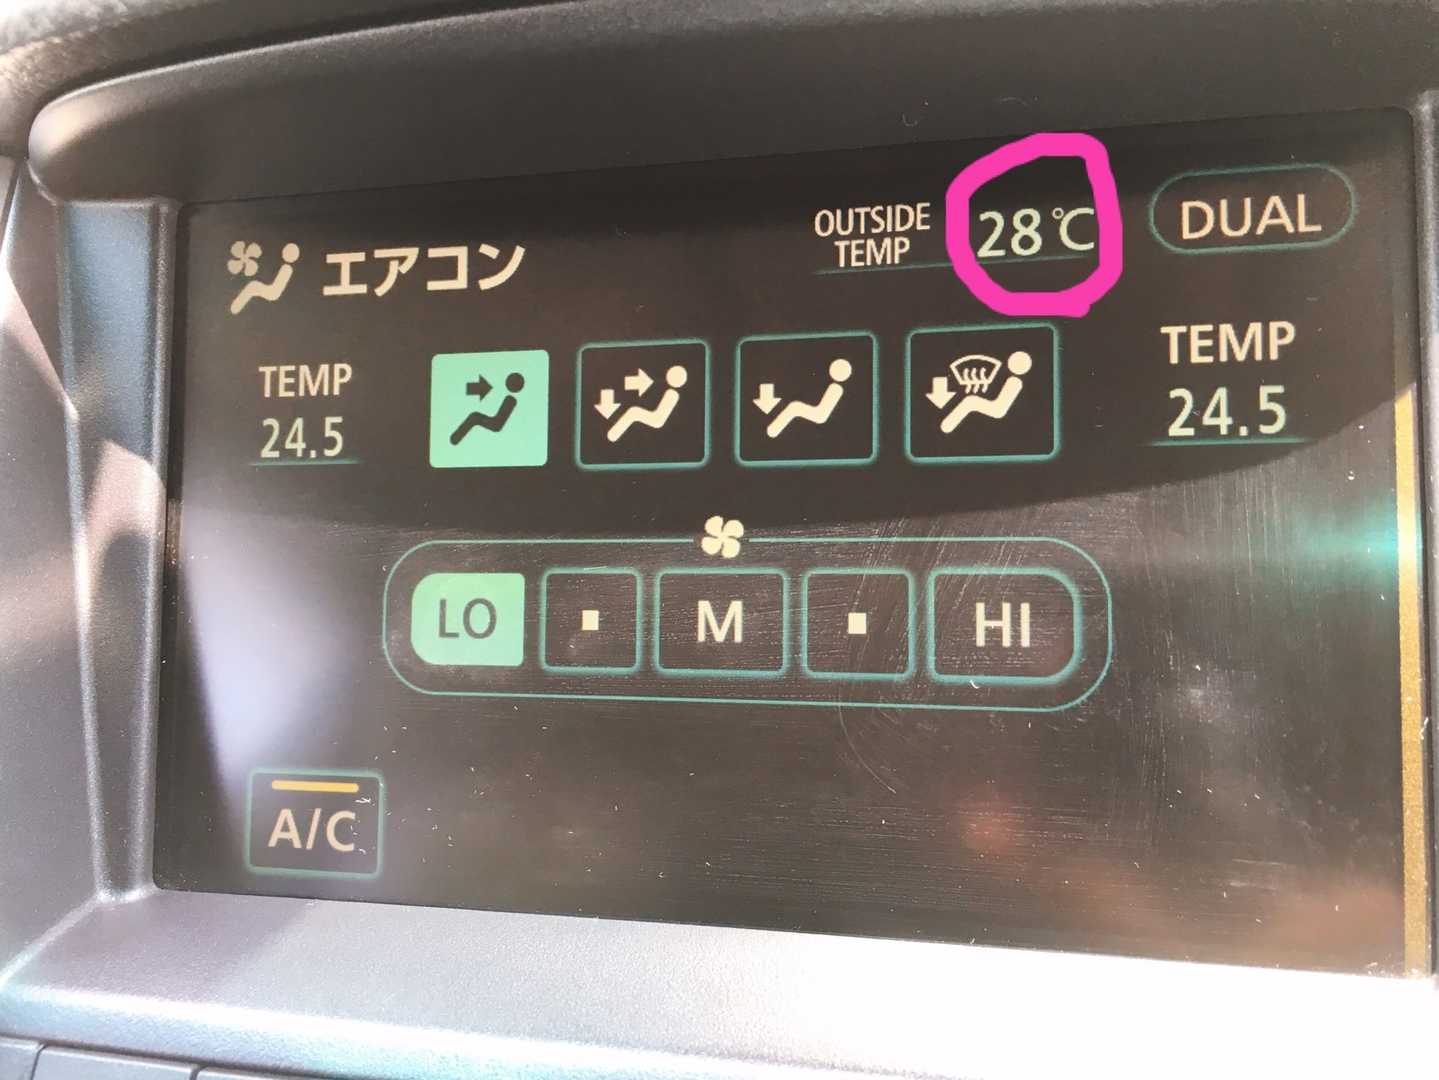 エアコン
OUTSIDE
TEMP
28℃
DUAL
TEMP
24.5
TEMP
24.5
LO
M
HI
A/C